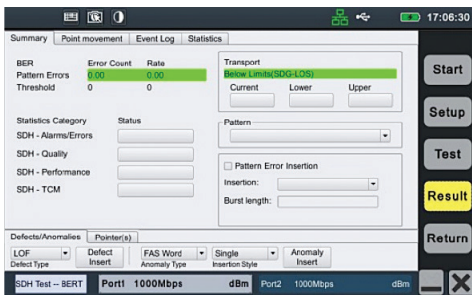 17:06:30
Summary Point movement Event Log Statistics
BER Error Count Rate
Pattern Errors 0.00 0.00
Threshold 0 0
Transport
Below Limits(SDG-LOS)
Current Lower Upper
Statistics Category Status
SDH - Alarms/Errors
SDH - Quality
SDH - Performance
SDH - TCM
Pattern
Pattern Error Insertion
Insertion:
Burst length:
Defects/Anomalies Pointer(s)
LOF Defect Insert FAS Word Single Anomaly Insert
Defect Type Anomaly Type Insertion Style
SDH Test -- BERT Port1 1000Mbps dBm Port2 1000Mbps dBm
Start
Setup
Test
Result
Return